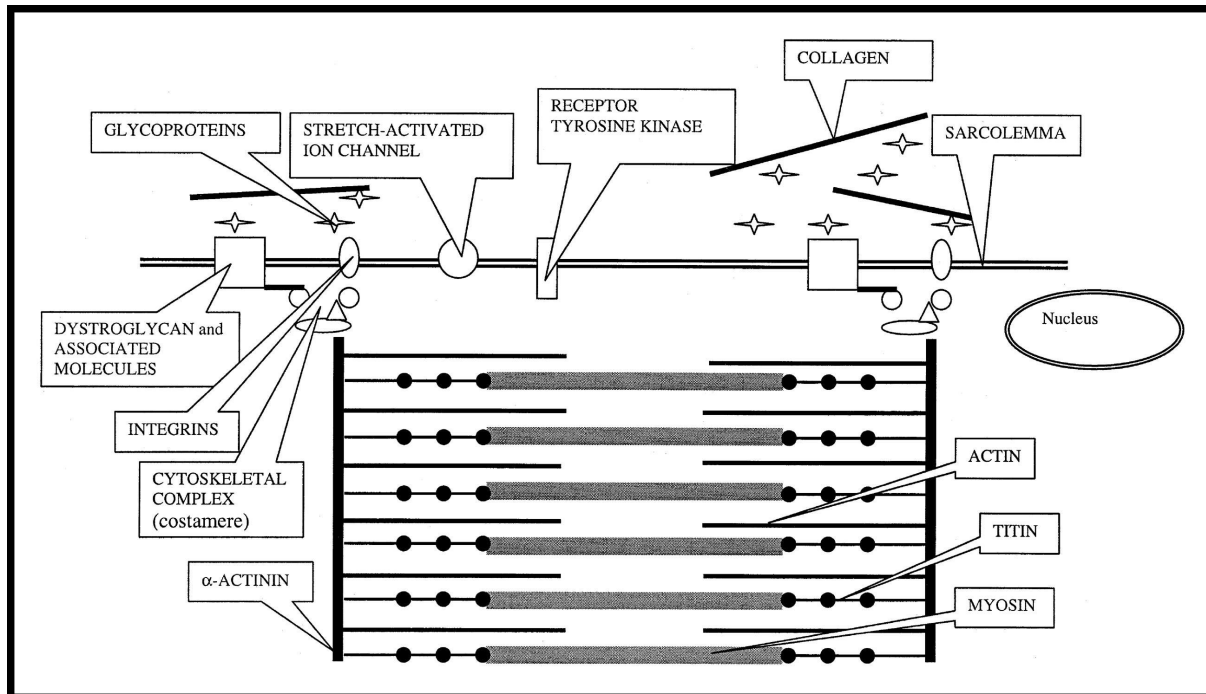 COLLAGEN
GLYCOPROTEINS
STRETCH-ACTIVATED
ION CHANNEL
RECEPTOR
TYROSINE KINASE
SARCOLEMMA
DYSTROGLYCAN and
ASSOCIATED
MOLECULES
Nucleus
INTEGRINS
CYTOSKELETAL
COMPLEX
(costamere)
ACTIN
TITIN
α-ACTININ
MYOSIN